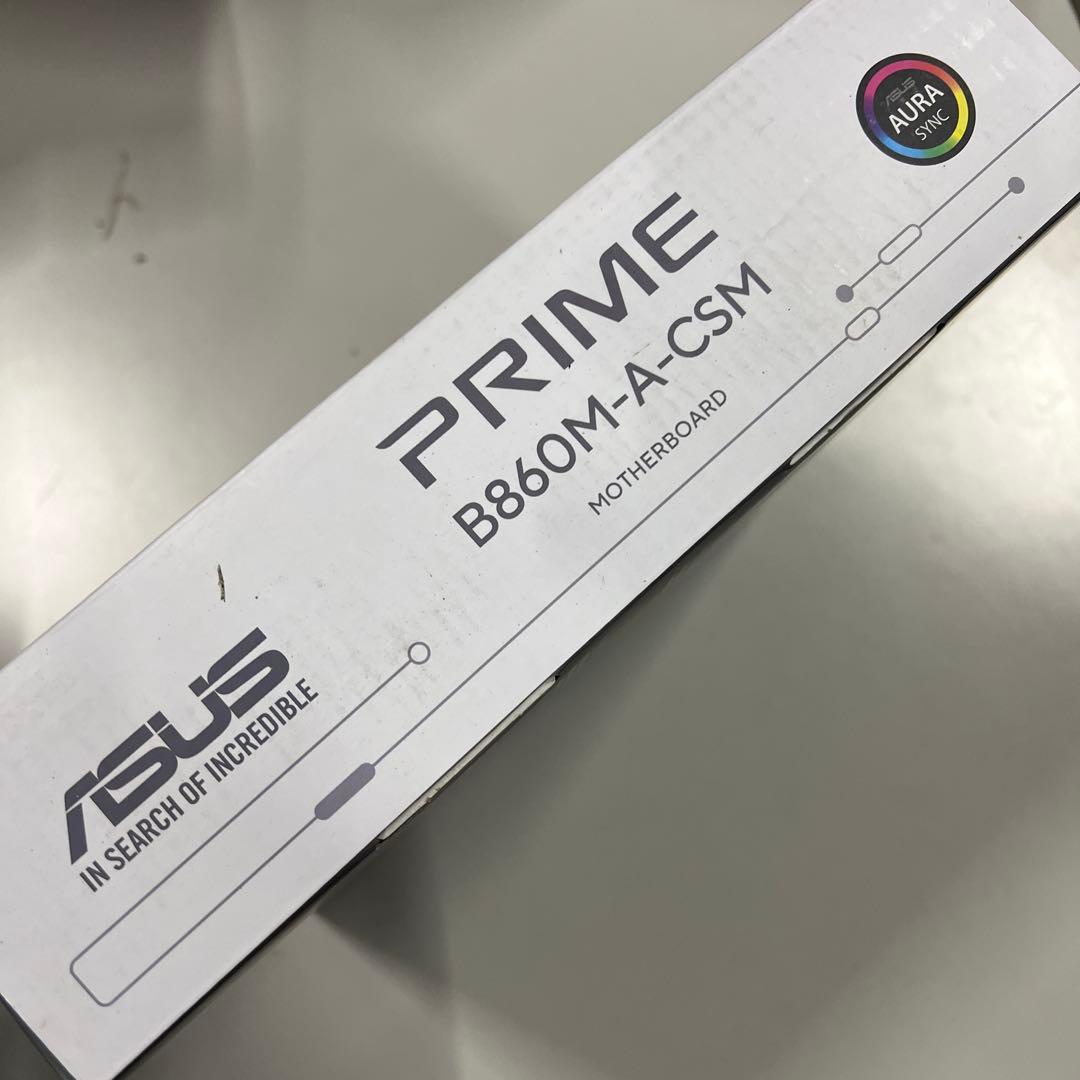 ASUS
AURA
SYNC
PRIME
B860M-A-CSM
MOTHERBOARD
ASUS
IN SEARCH OF INCREDIBLE